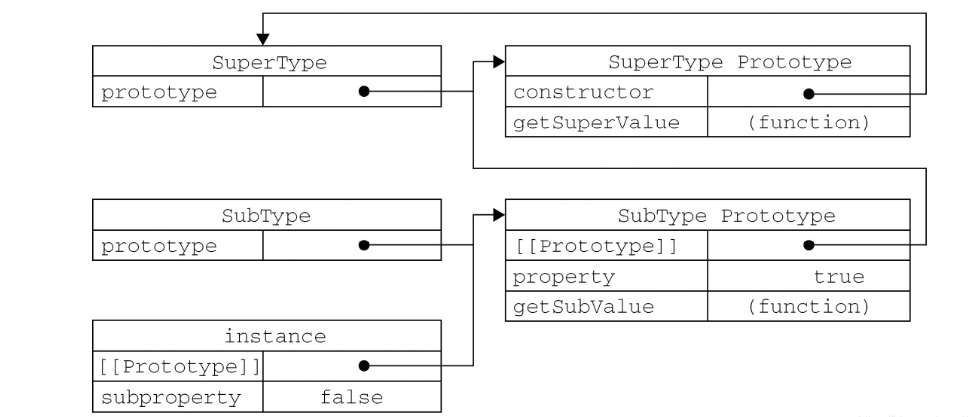 SuperType
prototype
SuperType Prototype
constructor
getSuperValue (function)
SubType
prototype
SubType Prototype
[[Prototype]]
property true
getSubValue (function)
instance
[[Prototype]]
subproperty false